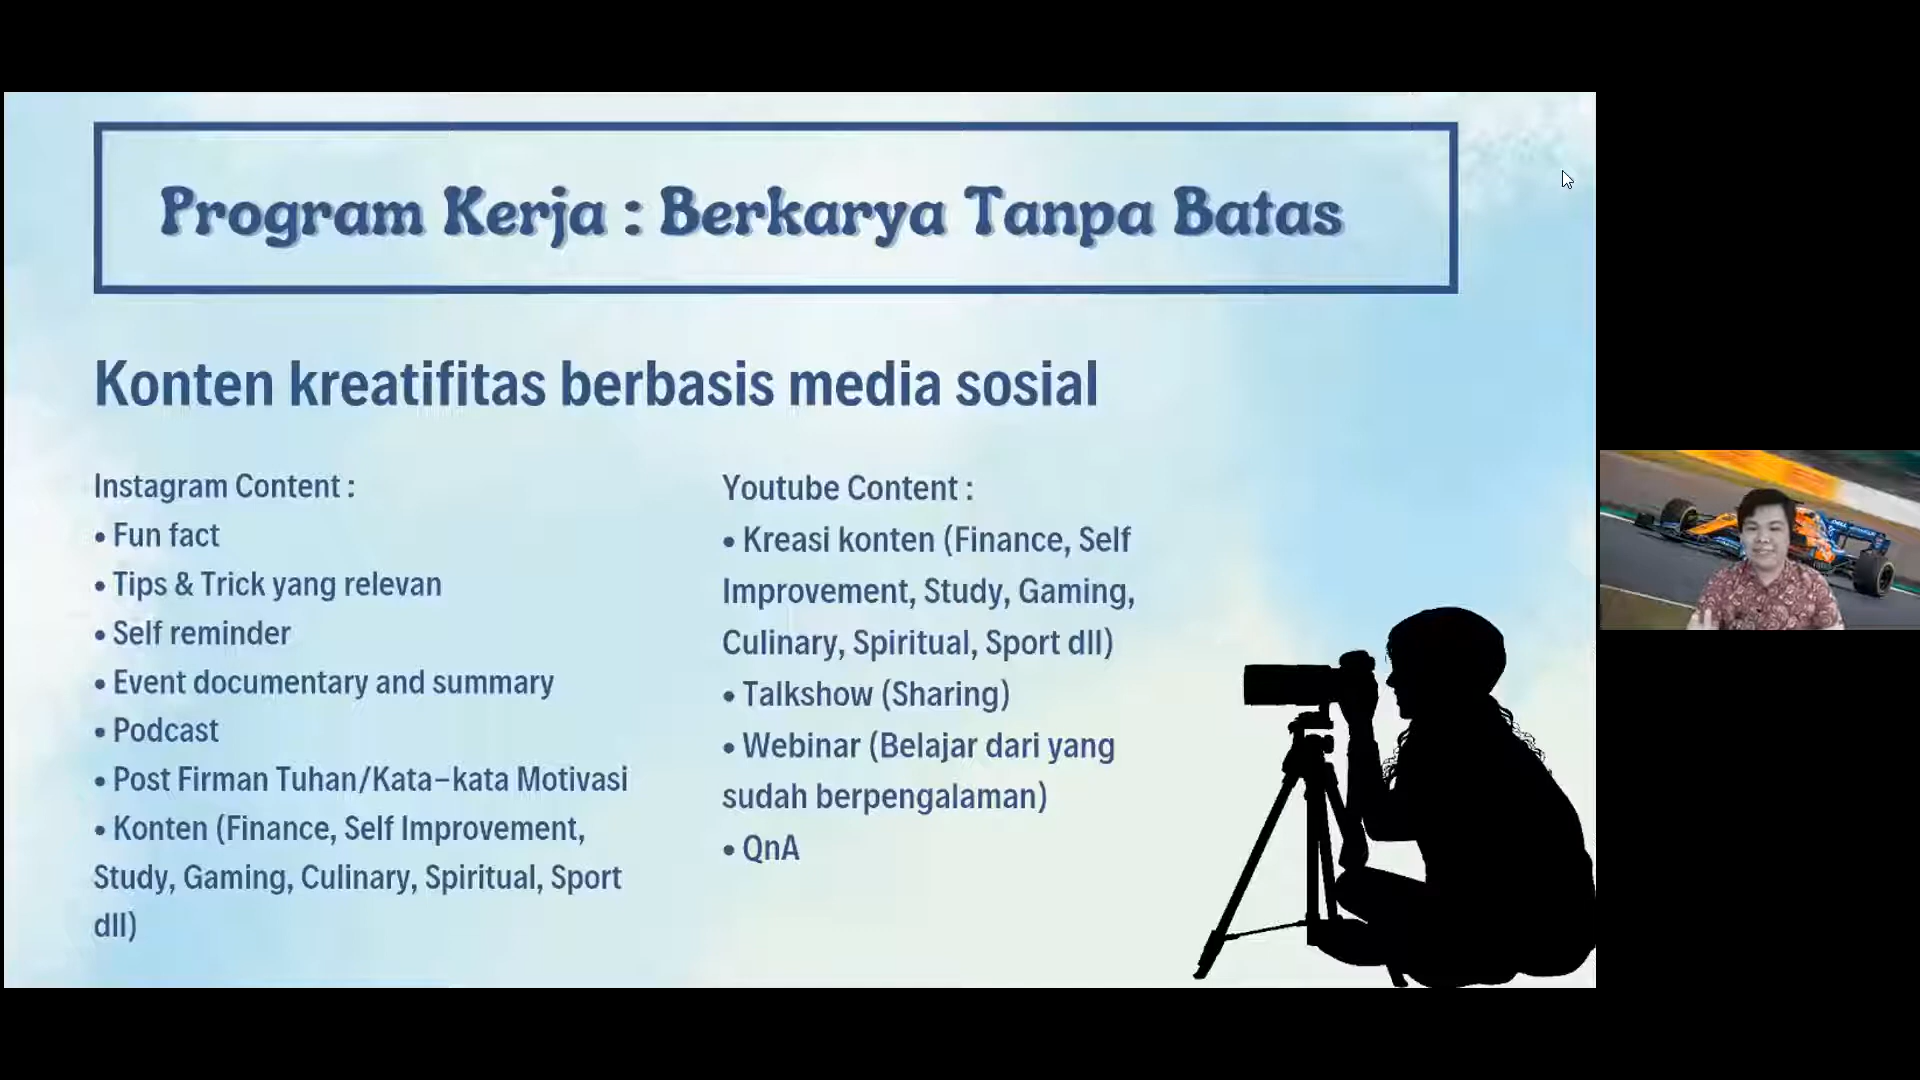 Program Kerja : Berkarya Tanpa Batas
Konten kreatifitas berbasis media sosial
Instagram Content :
• Fun fact
• Tips & Trick yang relevan
• Self reminder
• Event documentary and summary
• Podcast
• Post Firman Tuhan/Kata-kata Motivasi
• Konten (Finance, Self Improvement,
Study, Gaming, Culinary, Spiritual, Sport
dll)
Youtube Content :
• Kreasi konten (Finance, Self
Improvement, Study, Gaming,
Culinary, Spiritual, Sport dll)
• Talkshow (Sharing)
• Webinar (Belajar dari yang
sudah berpengalaman)
• QnA